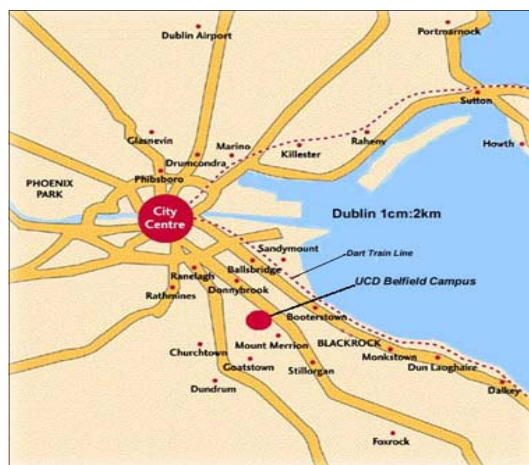 Portmarnock
Dublin Airport
Sutton
Glasnevin
Marino
Raheny
Killester
Howth
Drumcondra
Phibsboro
PHOENIX
PARK
City
Centre
Dublin 1cm:2km
Sandymount
Dart Train Line
Ballsbridge
Ranelagh
UCD Belfield Campus
Donnybrook
Rathmines
Booterstown
Mount Merrion
BLACKROCK
Churchtown
Monkstown
Goatstown
Stillorgan
Dun Laoghaire
Dundrum
Dalkey
Foxrock